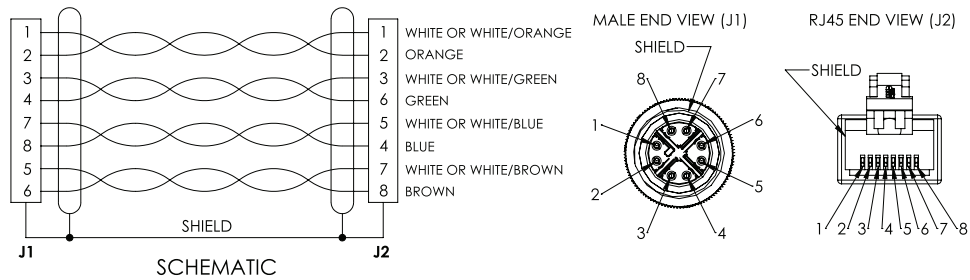 MALE END VIEW (J1)
RJ45 END VIEW (J2)
1 1 WHITE OR WHITE/ORANGE
2 2 ORANGE
3 3 WHITE OR WHITE/GREEN
4 6 GREEN
7 5 WHITE OR WHITE/BLUE
8 4 BLUE
5 7 WHITE OR WHITE/BROWN
6 8 BROWN
SHIELD
J1 J2
SCHEMATIC
SHIELD
8 7
1 6
2 5
3 4
SHIELD
1 2 3 4 5 6 7 8